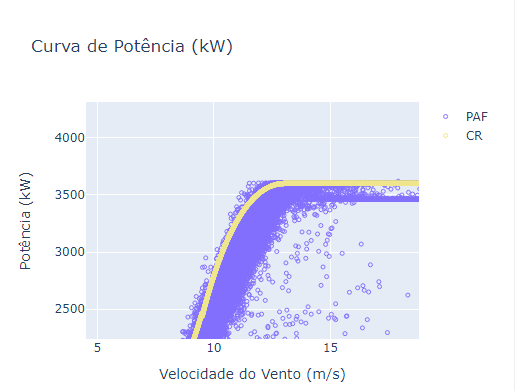 Curva de Potência (kW)
PAF
CR
4000
3500
3000
2500
Potência (kW)
5
10
15
Velocidade do Vento (m/s)